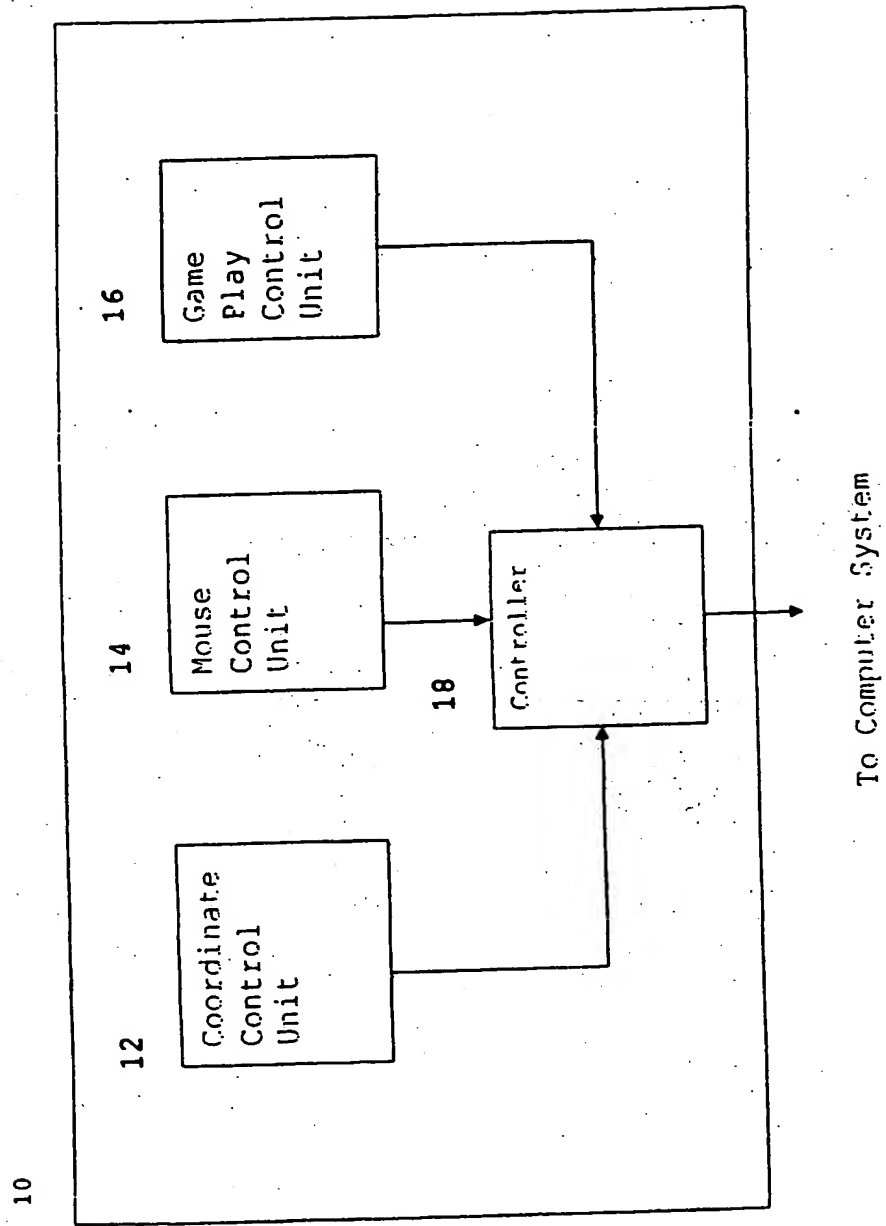 10
12
Coordinate
Control
Unit
14
Mouse
Control
Unit
16
Game
Play
Control
Unit
18
Controller
To Computer System